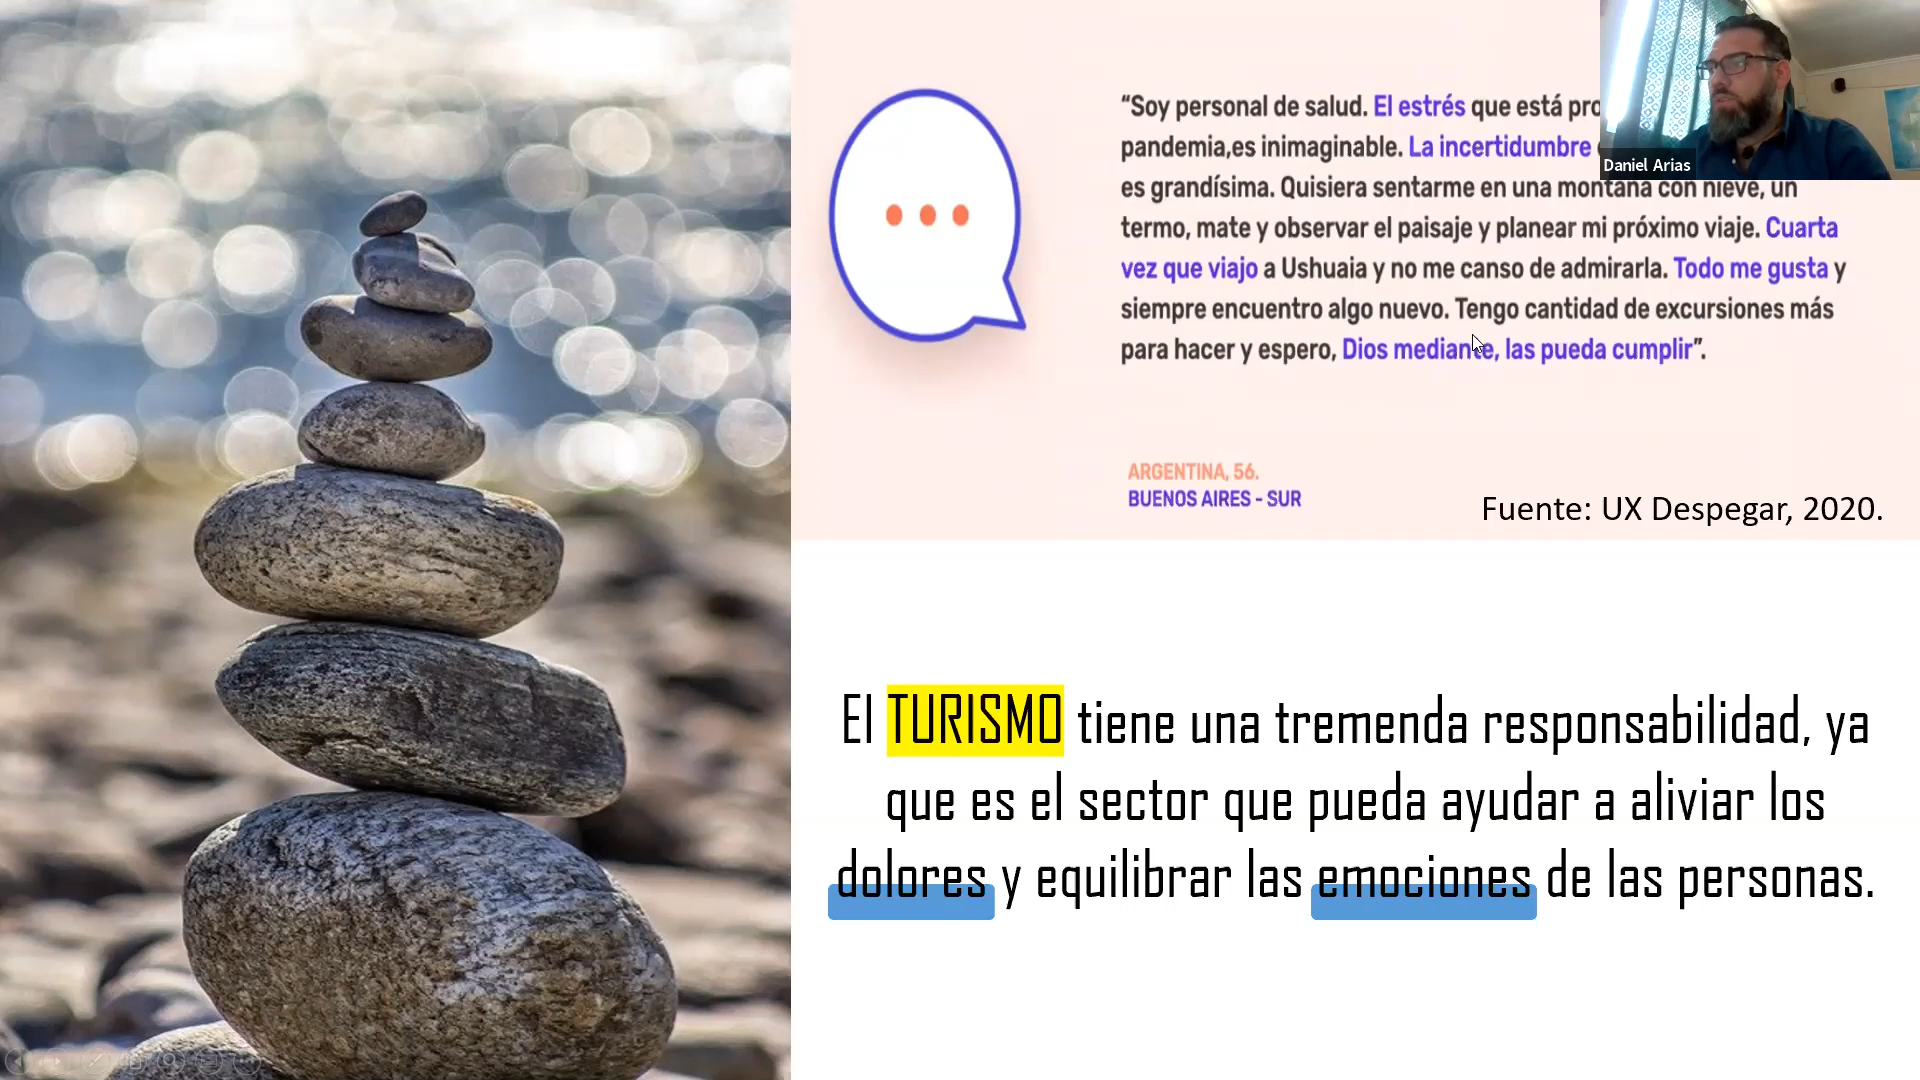 “Soy personal de salud. El estrés que está
pandemia,es inimaginable. La incertidumbre
es grandísima. Quisiera sentarme en una montaña con nieve, un
termo, mate y observar el paisaje y planear mi próximo viaje. Cuarta
vez que viajo a Ushuaia y no me canso de admirarla. Todo me gusta y
siempre encuentro algo nuevo. Tengo cantidad de excursiones más
para hacer y espero, Dios mediante, las pueda cumplir”.
ARGENTINA, 56.
BUENOS AIRES - SUR
Fuente: UX Despegar, 2020.
Daniel Arias
El TURISMO tiene una tremenda responsabilidad, ya
que es el sector que pueda ayudar a aliviar los
dolores y equilibrar las emociones de las personas.